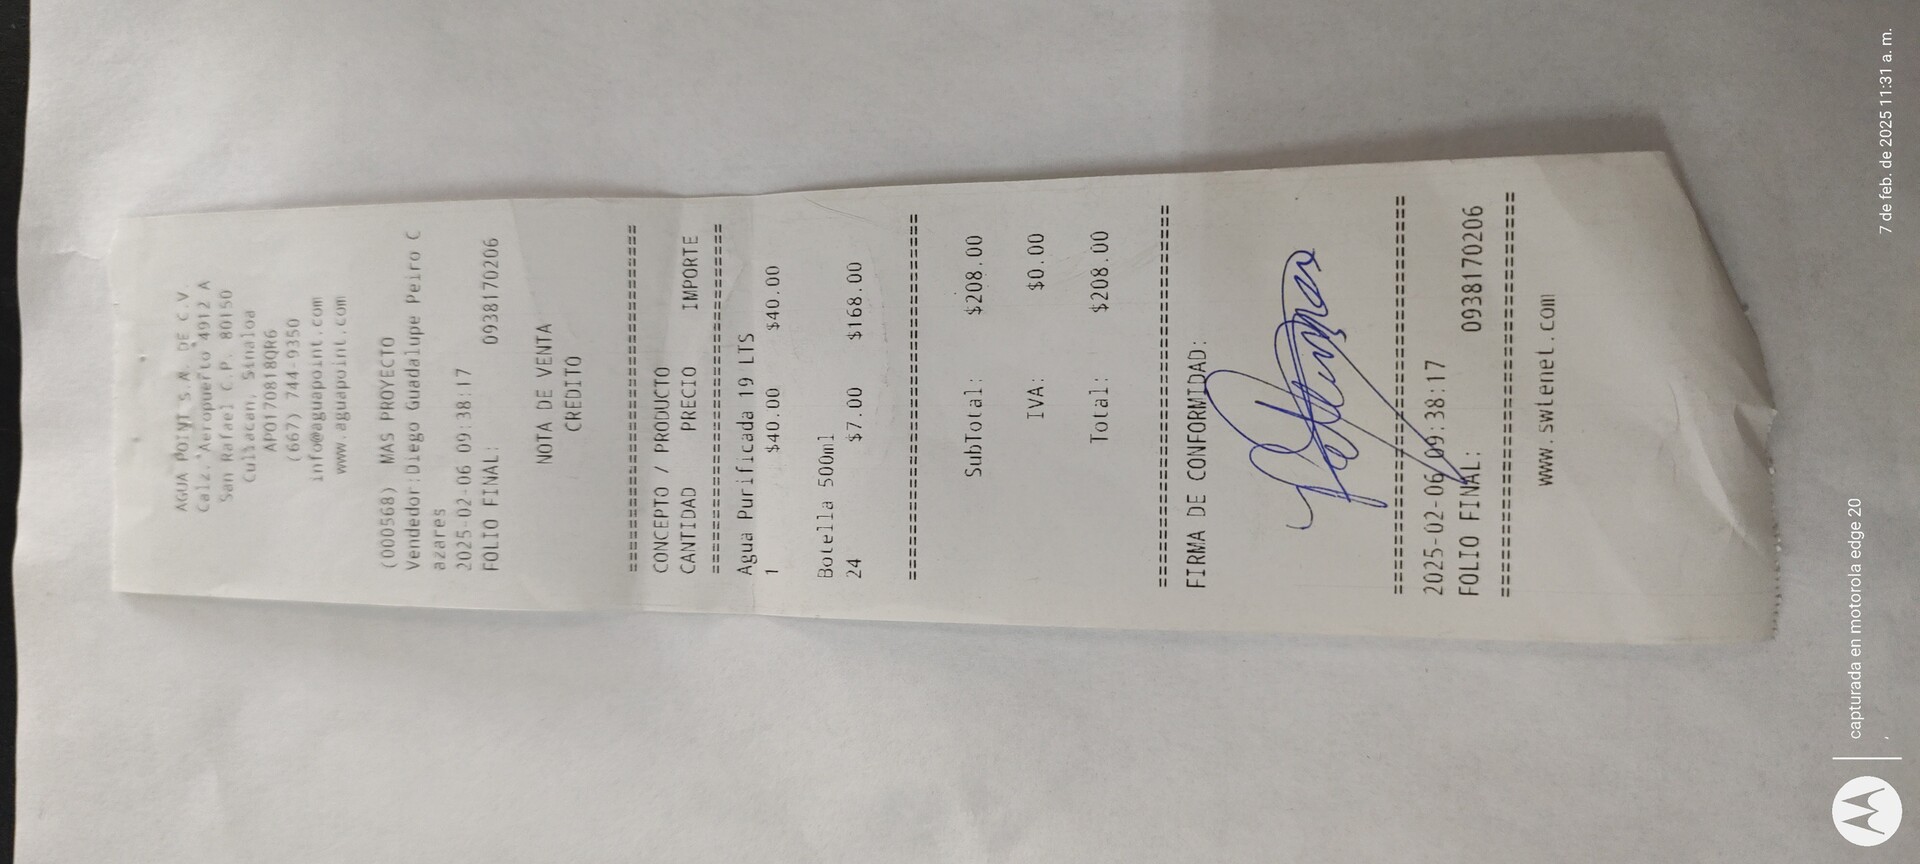 AGUA POINT S.A. DE C.V.
Calz. Aeropuerto 4912 A
San Rafael C.P. 80150
Culiacan, Sinaloa
APO170818QR6
(667) 744-9350
info@aguapoint.com
www.aguapoint.com
(000568) MAS PROYECTO
Vendedor:Diego Guadalupe Peiro C
azares
2025-02-06 09:38:17
FOLIO FINAL: 0938170206
NOTA DE VENTA
CREDITO
================================
CONCEPTO / PRODUCTO
CANTIDAD PRECIO IMPORTE
================================
Agua Purificada 19 LTS
1 $40.00 $40.00
Botella 500ml
24 $7.00 $168.00
================================
SubTotal: $208.00
IVA: $0.00
Total: $208.00
================================
FIRMA DE CONFORMIDAD:
================================
2025-02-06 09:38:17
FOLIO FINAL: 0938170206
================================
www.swienet.com
capturada en motorola edge 20
7 de feb. de 2025 11:31 a. m.